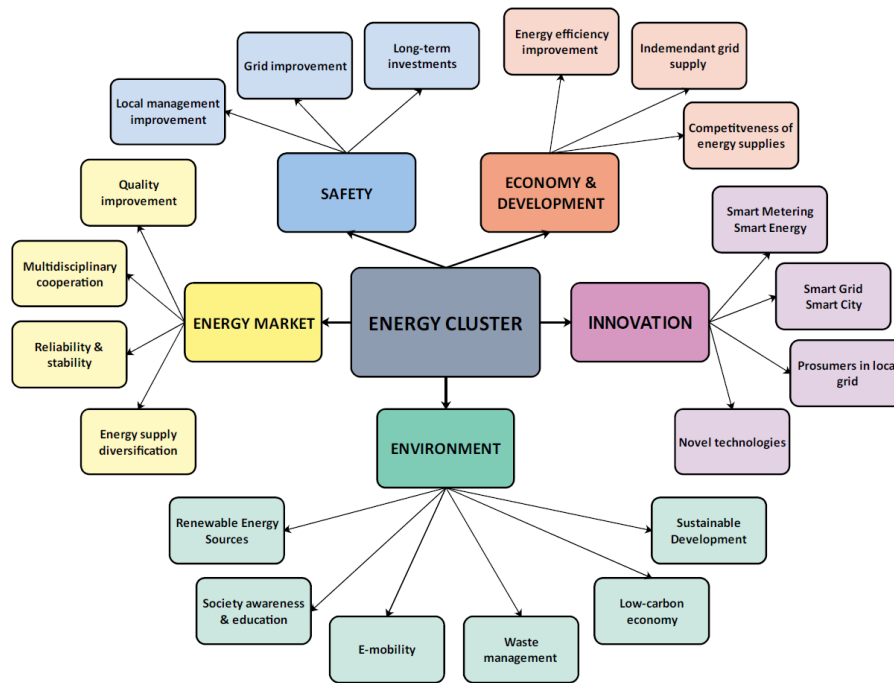 Energy efficiency
improvement
Long-term
investments
Indemendant grid
supply
Grid improvement
Local management
improvement
Competitveness of
energy supplies
SAFETY
ECONOMY &
DEVELOPMENT
Quality
improvement
Smart Metering
Smart Energy
Multidisciplinary
cooperation
Smart Grid
Smart City
ENERGY MARKET
ENERGY CLUSTER
INNOVATION
Reliability &
stability
Prosumers in local
grid
Energy supply
diversification
ENVIRONMENT
Novel technologies
Renewable Energy
Sources
Sustainable
Development
Society awareness
& education
Low-carbon
economy
E-mobility
Waste
management